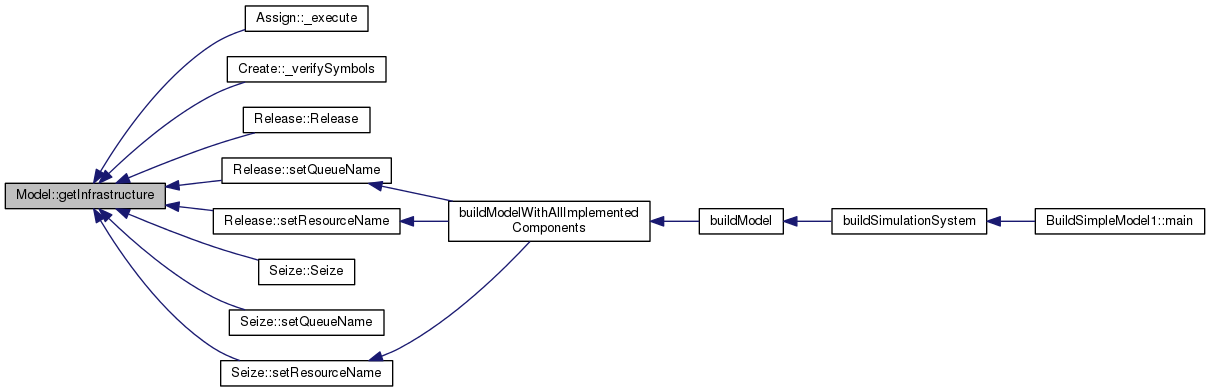 Assign::_execute
Create::_verifySymbols
Release::Release
Release::setQueueName
Model::getInfrastructure
Release::setResourceName
buildModelWithAllImplemented
Components
buildModel
buildSimulationSystem
BuildSimpleModel1::main
Seize::Seize
Seize::setQueueName
Seize::setResourceName